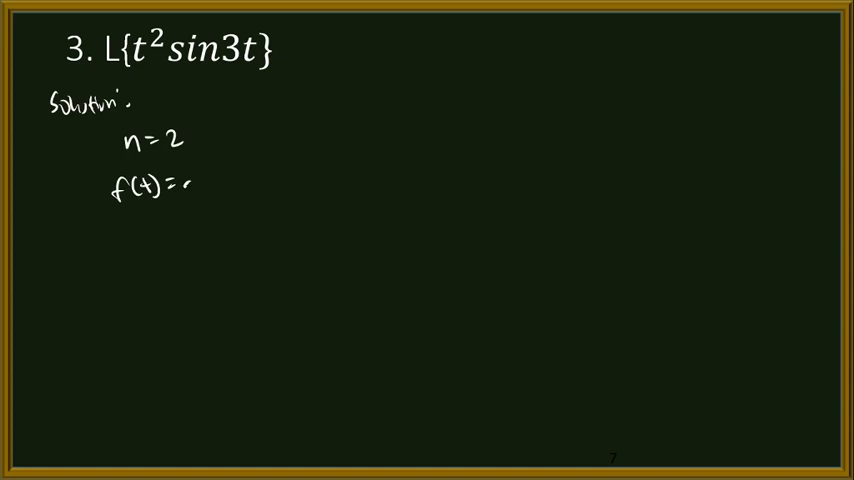 3. L{t²sin3t}
Solution:
n=2
f(t)=
7